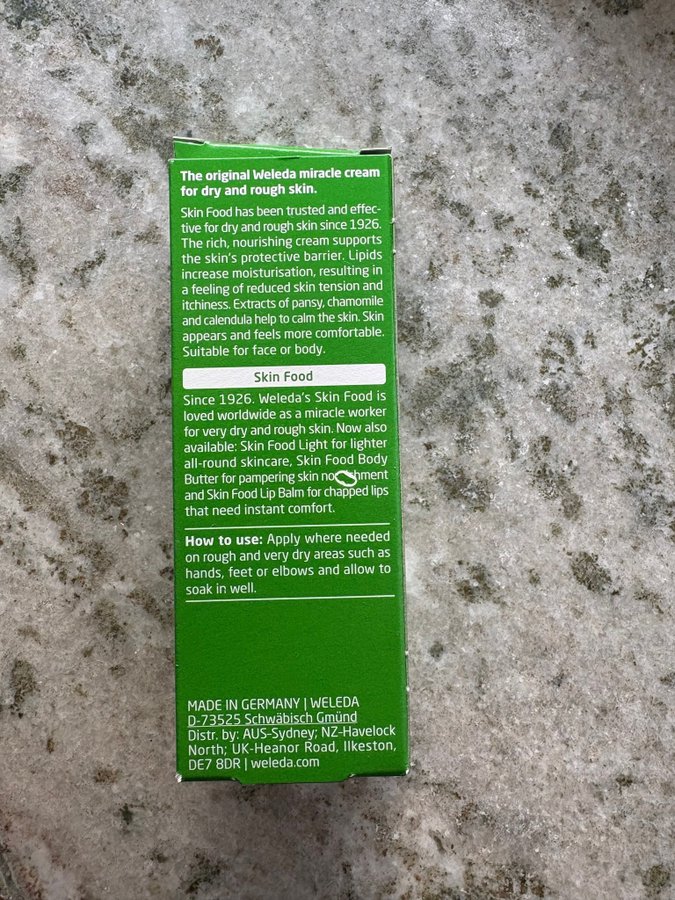 The original Weleda miracle cream
for dry and rough skin.
Skin Food has been trusted and effec-
tive for dry and rough skin since 1926.
The rich, nourishing cream supports
the skin's protective barrier. Lipids
increase moisturisation, resulting in
a feeling of reduced skin tension and
itchiness. Extracts of pansy, chamomile
and calendula help to calm the skin. Skin
appears and feels more comfortable.
Suitable for face or body.
Skin Food
Since 1926. Weleda's Skin Food is
loved worldwide as a miracle worker
for very dry and rough skin. Now also
available: Skin Food Light for lighter
all-round skincare, Skin Food Body
Butter for pampering skin
and Skin Food Lip Balm for chapped lips
that need instant comfort.
How to use: Apply where needed
on rough and very dry areas such as
hands, feet or elbows and allow to
soak in well.
MADE IN GERMANY | WELEDA
D-73525 Schwäbisch Gmünd
Distr. by: AUS-Sydney; NZ-Havelock
North; UK-Heanor Road, Ilkeston,
DE7 8DR | weleda.com